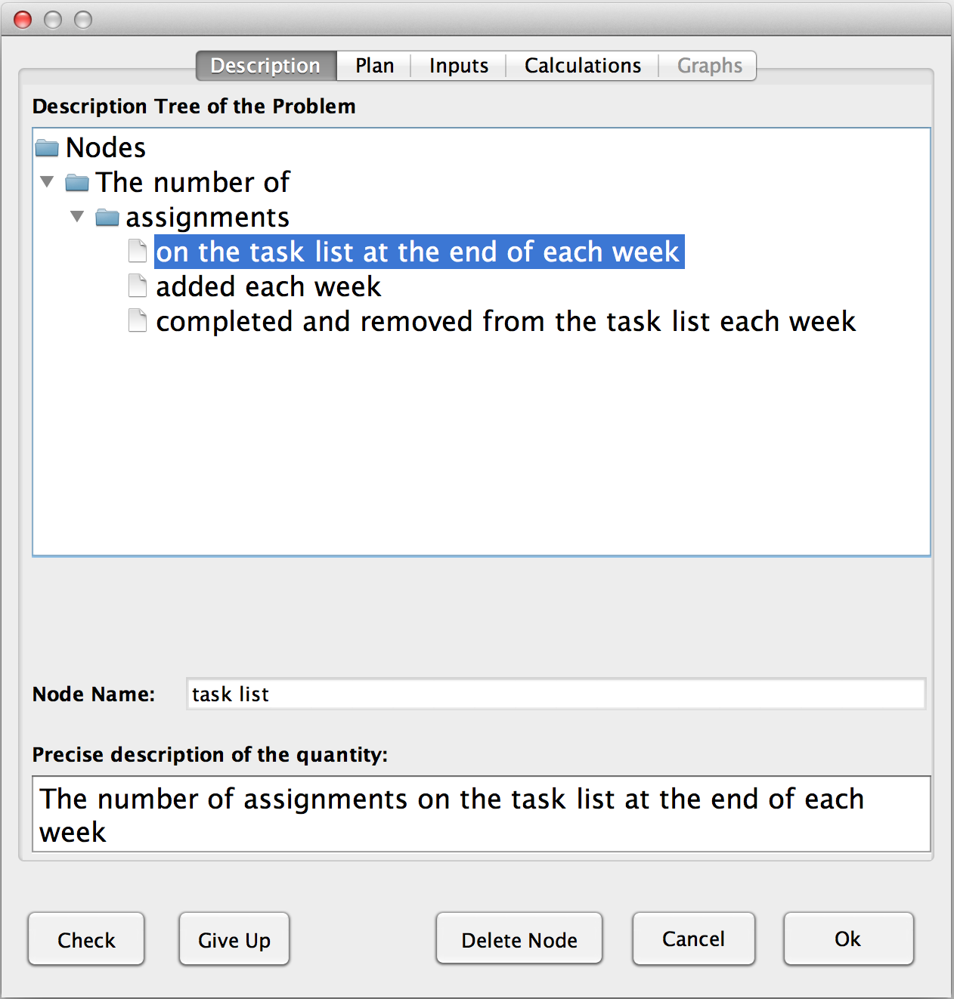 Description Plan Inputs Calculations Graphs
Description Tree of the Problem
Nodes
The number of
assignments
on the task list at the end of each week
added each week
completed and removed from the task list each week
Node Name: task list
Precise description of the quantity:
The number of assignments on the task list at the end of each
week
Check Give Up Delete Node Cancel Ok